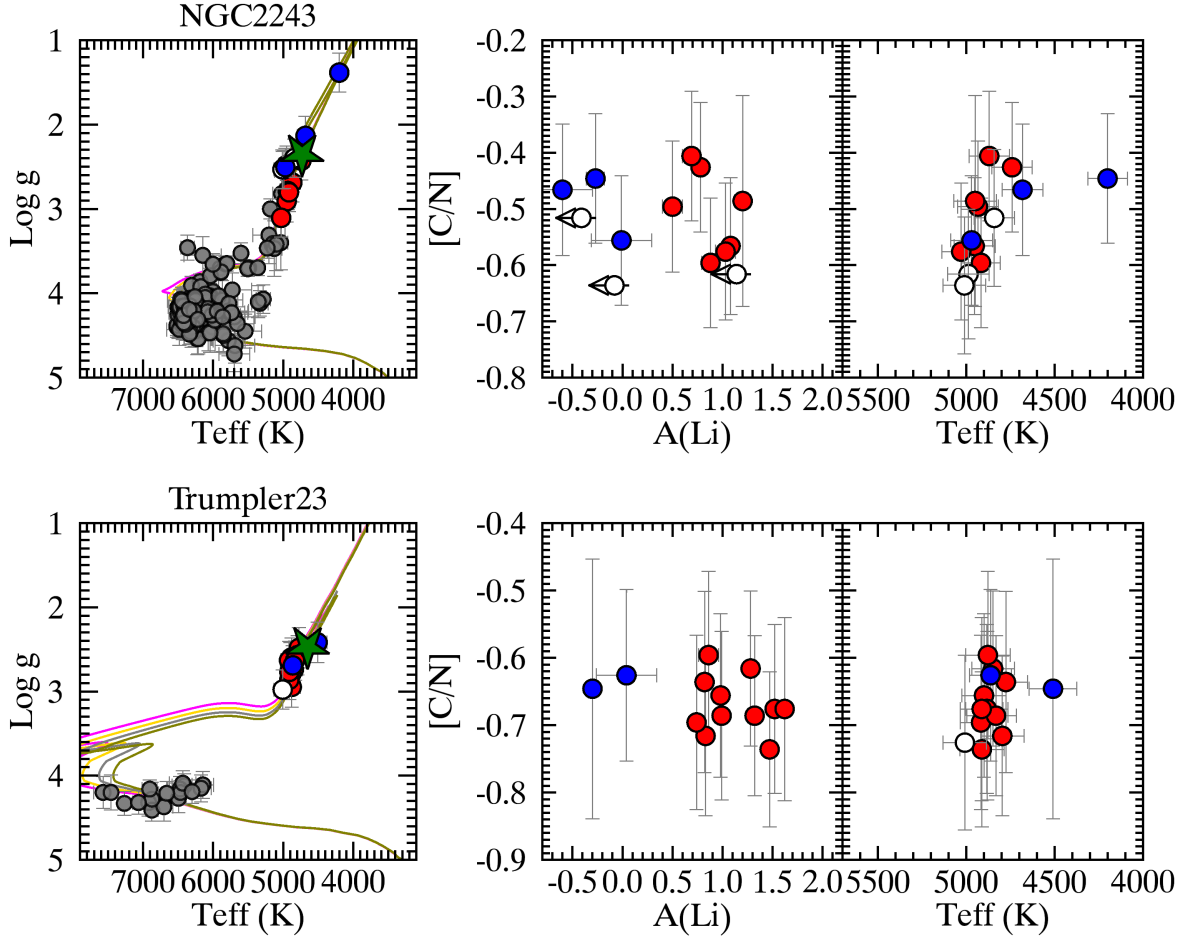 NGC2243
1
2
3
4
5
Log g
7000 6000 5000 4000
Teff (K)
-0.2
-0.3
-0.4
-0.5
-0.6
-0.7
-0.8
[C/N]
-0.5 0.0 0.5 1.0 1.5 2.0
A(Li)
5500 5000 4500 4000
Teff (K)
Trumpler23
1
2
3
4
5
Log g
7000 6000 5000 4000
Teff (K)
-0.4
-0.5
-0.6
-0.7
-0.8
-0.9
[C/N]
-0.5 0.0 0.5 1.0 1.5 2.0
A(Li)
5500 5000 4500 4000
Teff (K)